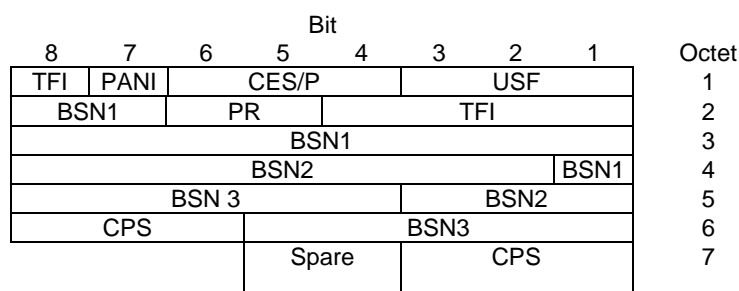 Bit
8 7 6 5 4 3 2 1 Octet
TFI PANI CES/P USF 1
BSN1 PR TFI 2
BSN1 3
BSN2 BSN1 4
BSN 3 BSN2 5
CPS BSN3 6
Spare CPS 7